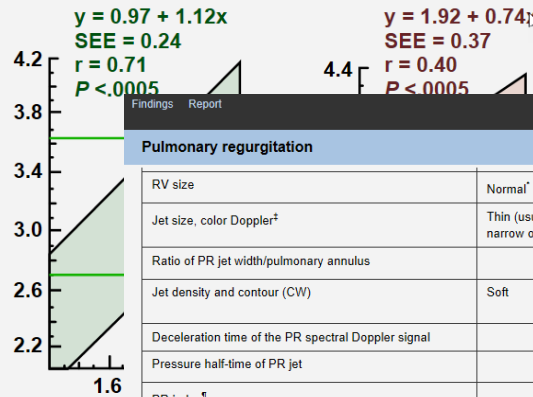 y = 0.97 + 1.12x
SEE = 0.24
r = 0.71
P <.0005
y = 1.92 + 0.74
SEE = 0.37
r = 0.40
P <.0005
4.2
3.8
3.4
3.0
2.6
2.2
1.6
4.4
Findings Report
Pulmonary regurgitation
RV size
Normal*
Jet size, color Doppler‡
Thin
narrow
Ratio of PR jet width/pulmonary annulus
Jet density and contour (CW)
Soft
Deceleration time of the PR spectral Doppler signal
Pressure half-time of PR jet